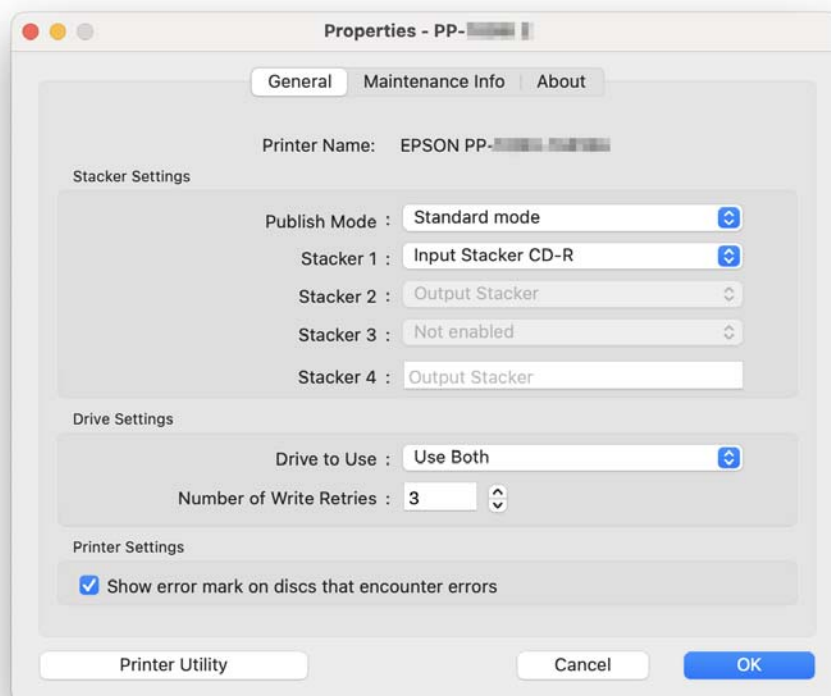 Properties - PP-
General Maintenance Info About
Printer Name: EPSON PP-
Stacker Settings
Publish Mode : Standard mode
Stacker 1 : Input Stacker CD-R
Stacker 2 : Output Stacker
Stacker 3 : Not enabled
Stacker 4 : Output Stacker
Drive Settings
Drive to Use : Use Both
Number of Write Retries : 3
Printer Settings
Show error mark on discs that encounter errors
Printer Utility Cancel OK